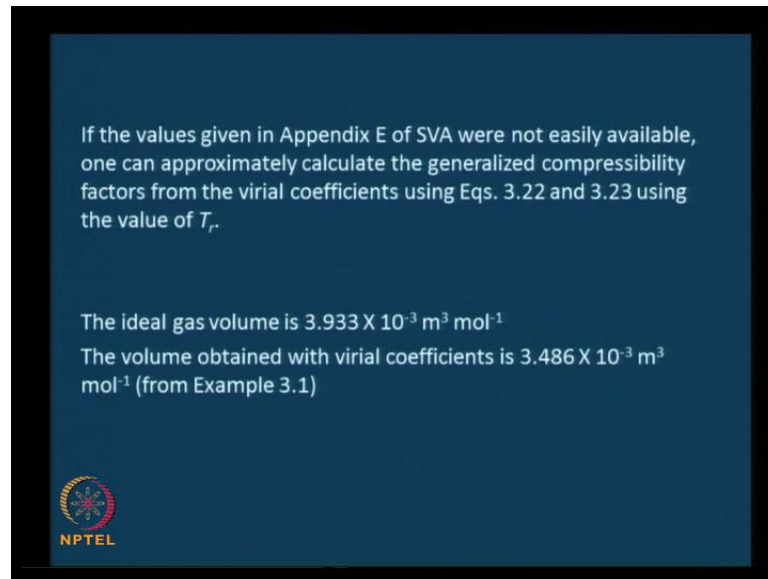 If the values given in Appendix E of SVA were not easily available,
one can approximately calculate the generalized compressibility
factors from the virial coefficients using Eqs. 3.22 and 3.23 using
the value of Tᵣ.
The ideal gas volume is 3.933 X 10⁻³ m³ mol⁻¹
The volume obtained with virial coefficients is 3.486 X 10⁻³ m³
mol⁻¹ (from Example 3.1)
NPTEL